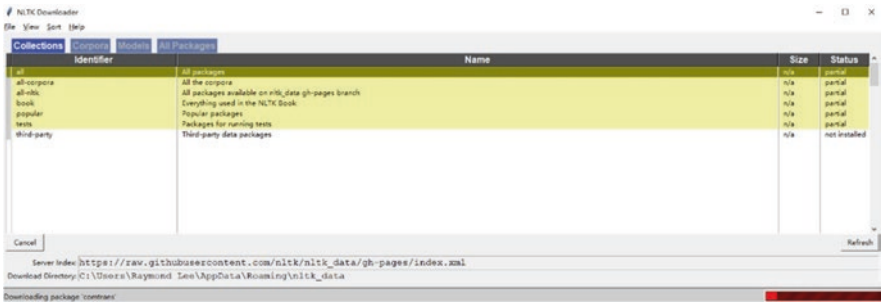 NLTK Downloader
File View Sort Help
Collections Corpora Models All Packages
Identifier Name Size Status
all All packages n/a partial
all-corpora All the corpora n/a partial
all-nltk All packages available on nltk_data gh-pages branch n/a partial
book Everything used in the NLTK Book n/a partial
popular Popular packages n/a partial
tests Packages for running tests n/a partial
third-party Third-party data packages n/a not installed
Cancel Refresh
Server Index: https://raw.githubusercontent.com/nltk/nltk_data/gh-pages/index.xml
Download Directory: C:\Users\Raymond Lee\AppData\Roaming\nltk_data
Downloading package 'comtrans'